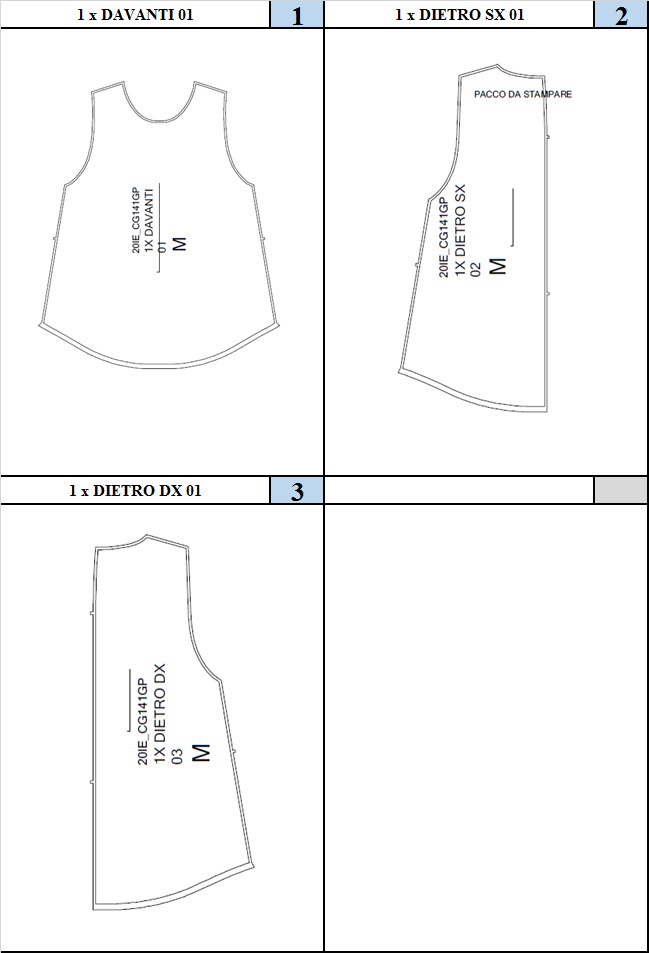 1 x DAVANTI 01
1
20IE_CG141GP
1X DAVANTI
01
M
1 x DIETRO SX 01
2
PACCO DA STAMPARE
20IE_CG141GP
1X DIETRO SX
02
M
1 x DIETRO DX 01
3
20IE_CG141GP
1X DIETRO DX
03
M